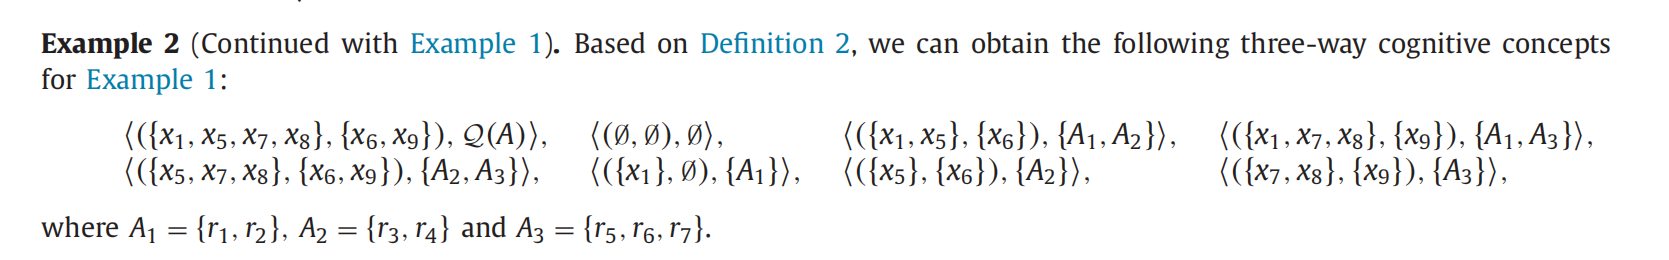 Example 2 (Continued with Example 1). Based on Definition 2, we can obtain the following three-way cognitive concepts
for Example 1:
⟨({x₁, x₅, x₇, x₈}, {x₆, x₉}), 𝒬(A)⟩, ⟨(∅, ∅), ∅⟩, ⟨({x₁, x₅}, {x₆}), {A₁, A₂}⟩, ⟨({x₁, x₇, x₈}, {x₉}), {A₁, A₃}⟩,
⟨({x₅, x₇, x₈}, {x₆, x₉}), {A₂, A₃}⟩, ⟨({x₁}, ∅), {A₁}⟩, ⟨({x₅}, {x₆}), {A₂}⟩, ⟨({x₇, x₈}, {x₉}), {A₃}⟩,
where A₁ = {r₁, r₂}, A₂ = {r₃, r₄} and A₃ = {r₅, r₆, r₇}.